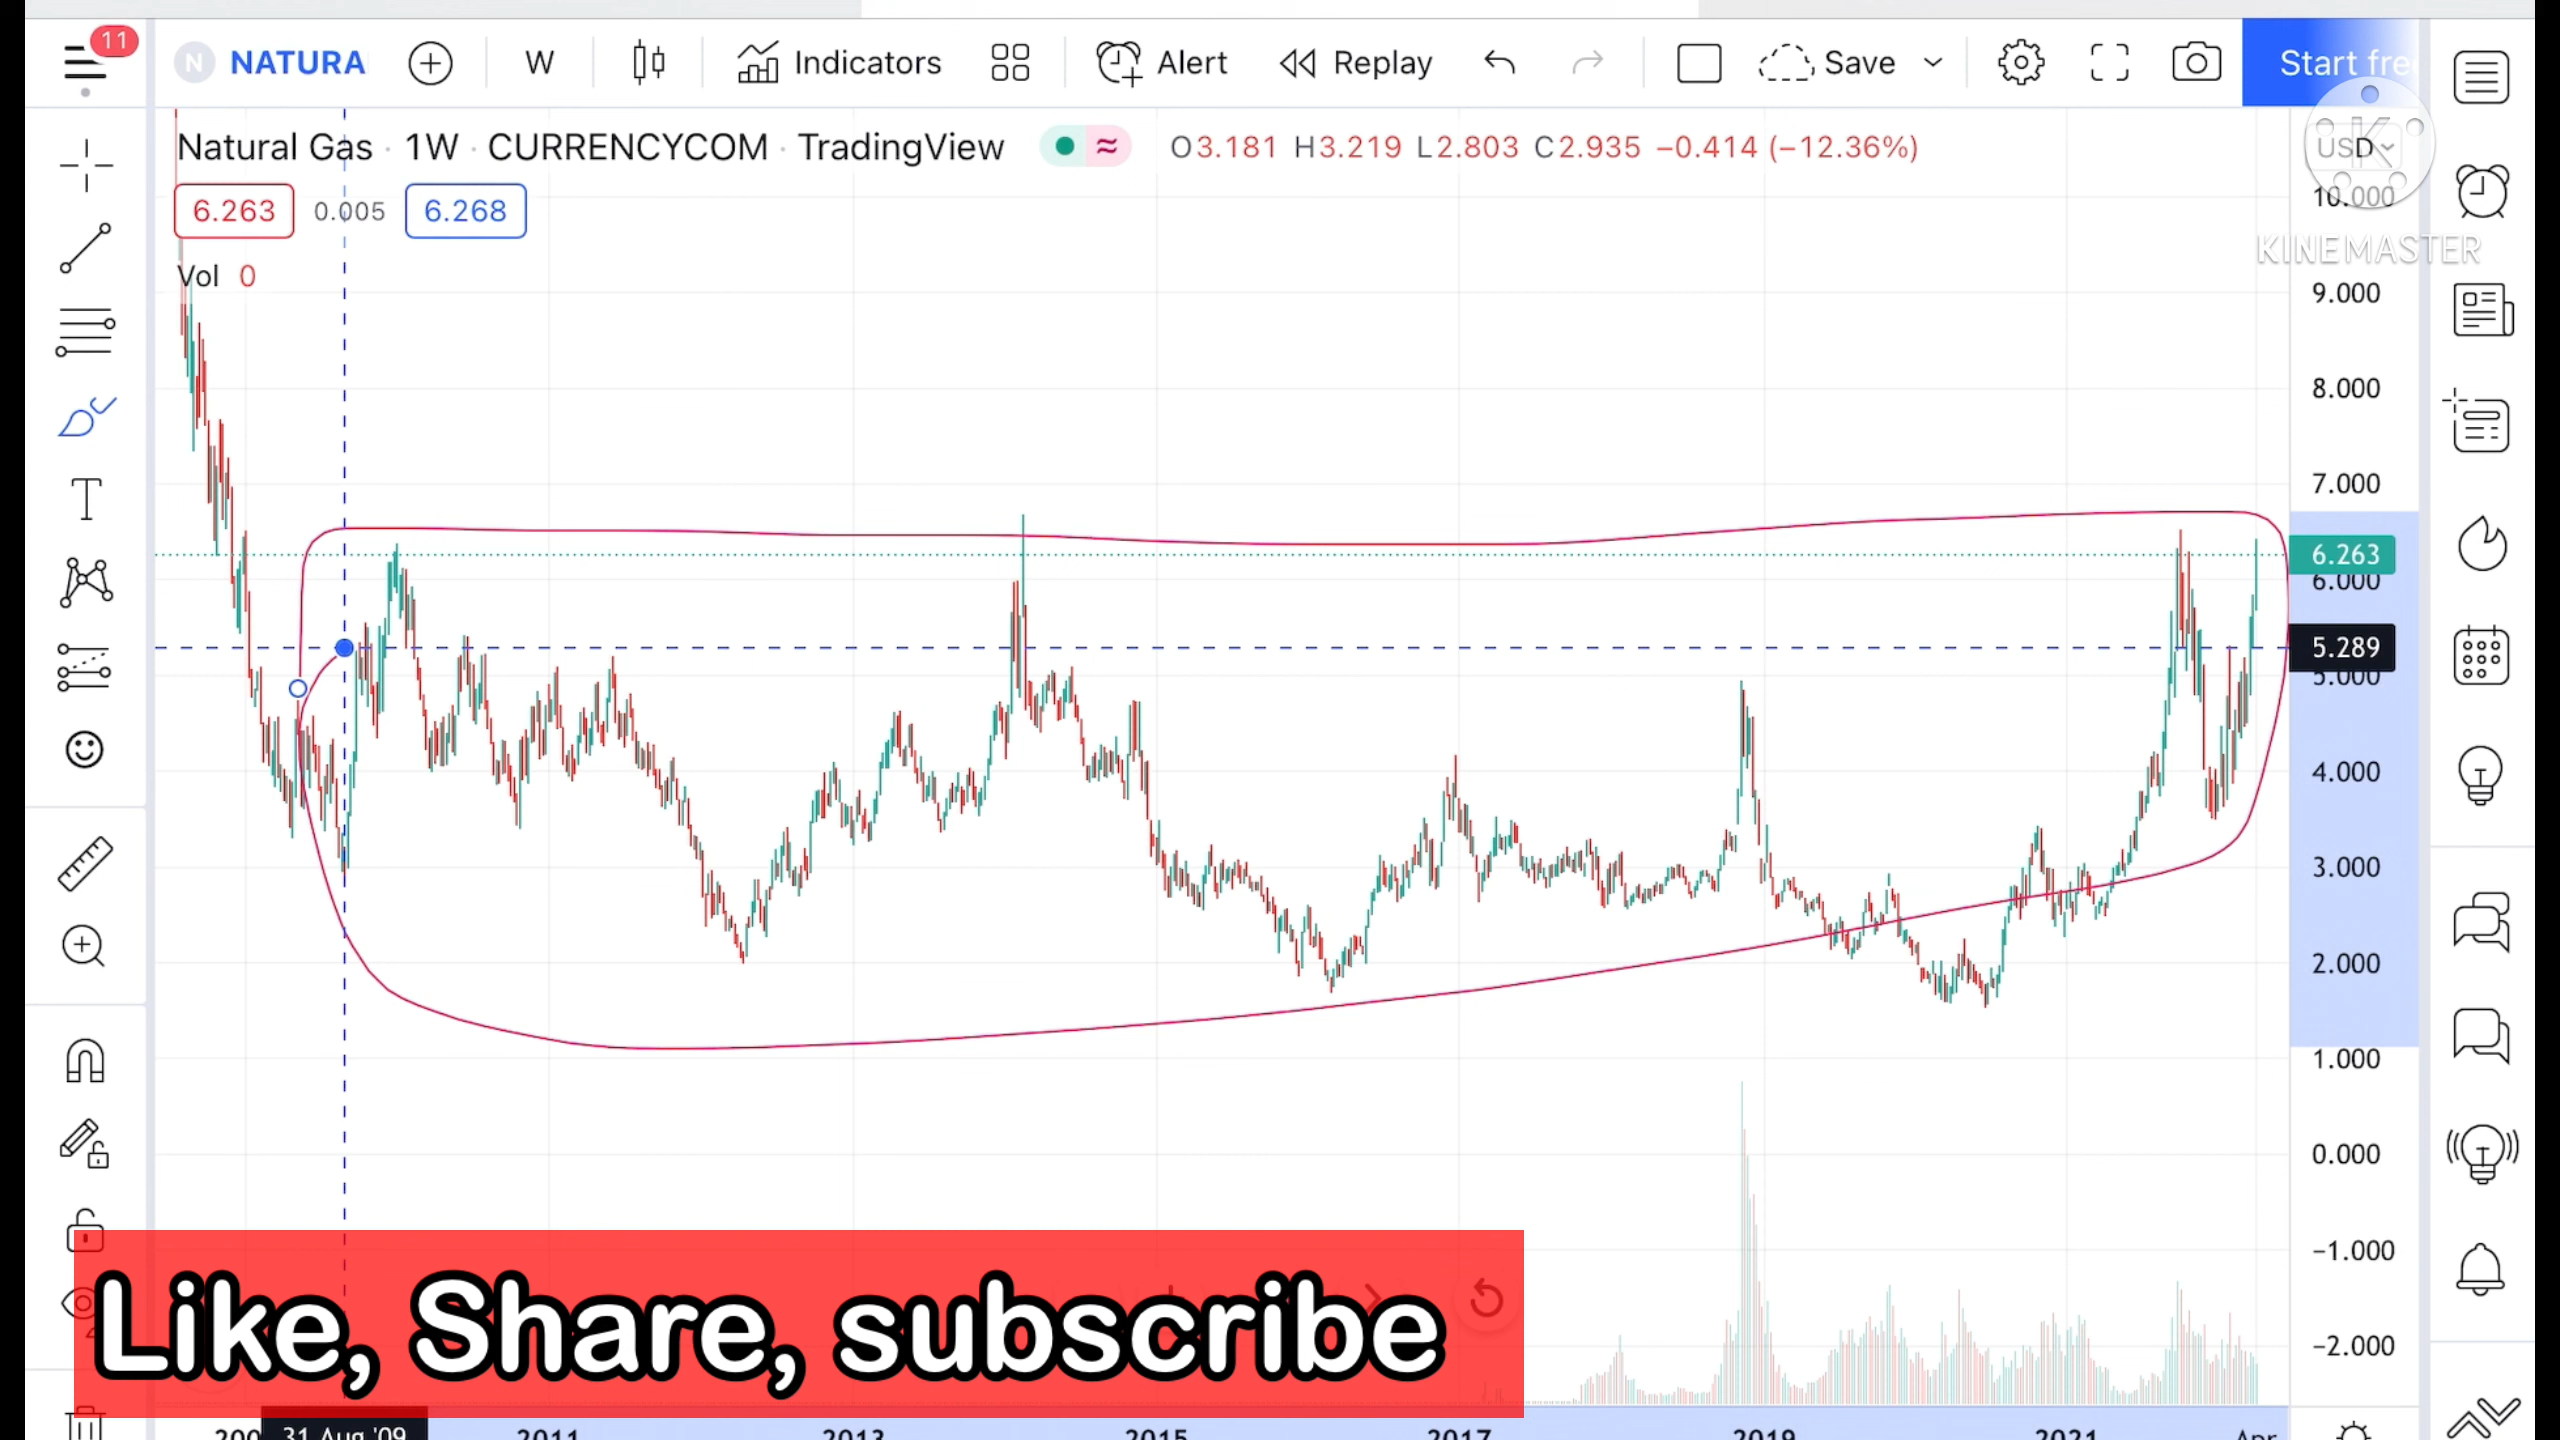 11
N NATURA W Indicators Alert Replay Save Start fre
Natural Gas · 1W · CURRENCYCOM · TradingView O3.181 H3.219 L2.803 C2.935 −0.414 (−12.36%)
USD
6.263 0.005 6.268
K
KINEMASTER
Vol 0
10.000
9.000
8.000
7.000
6.263
6.000
5.289
5.000
4.000
3.000
2.000
1.000
0.000
−1.000
−2.000
Like, Share, subscribe
200 31 Aug '09 2011 2013 2015 2017 2019 2021 Apr